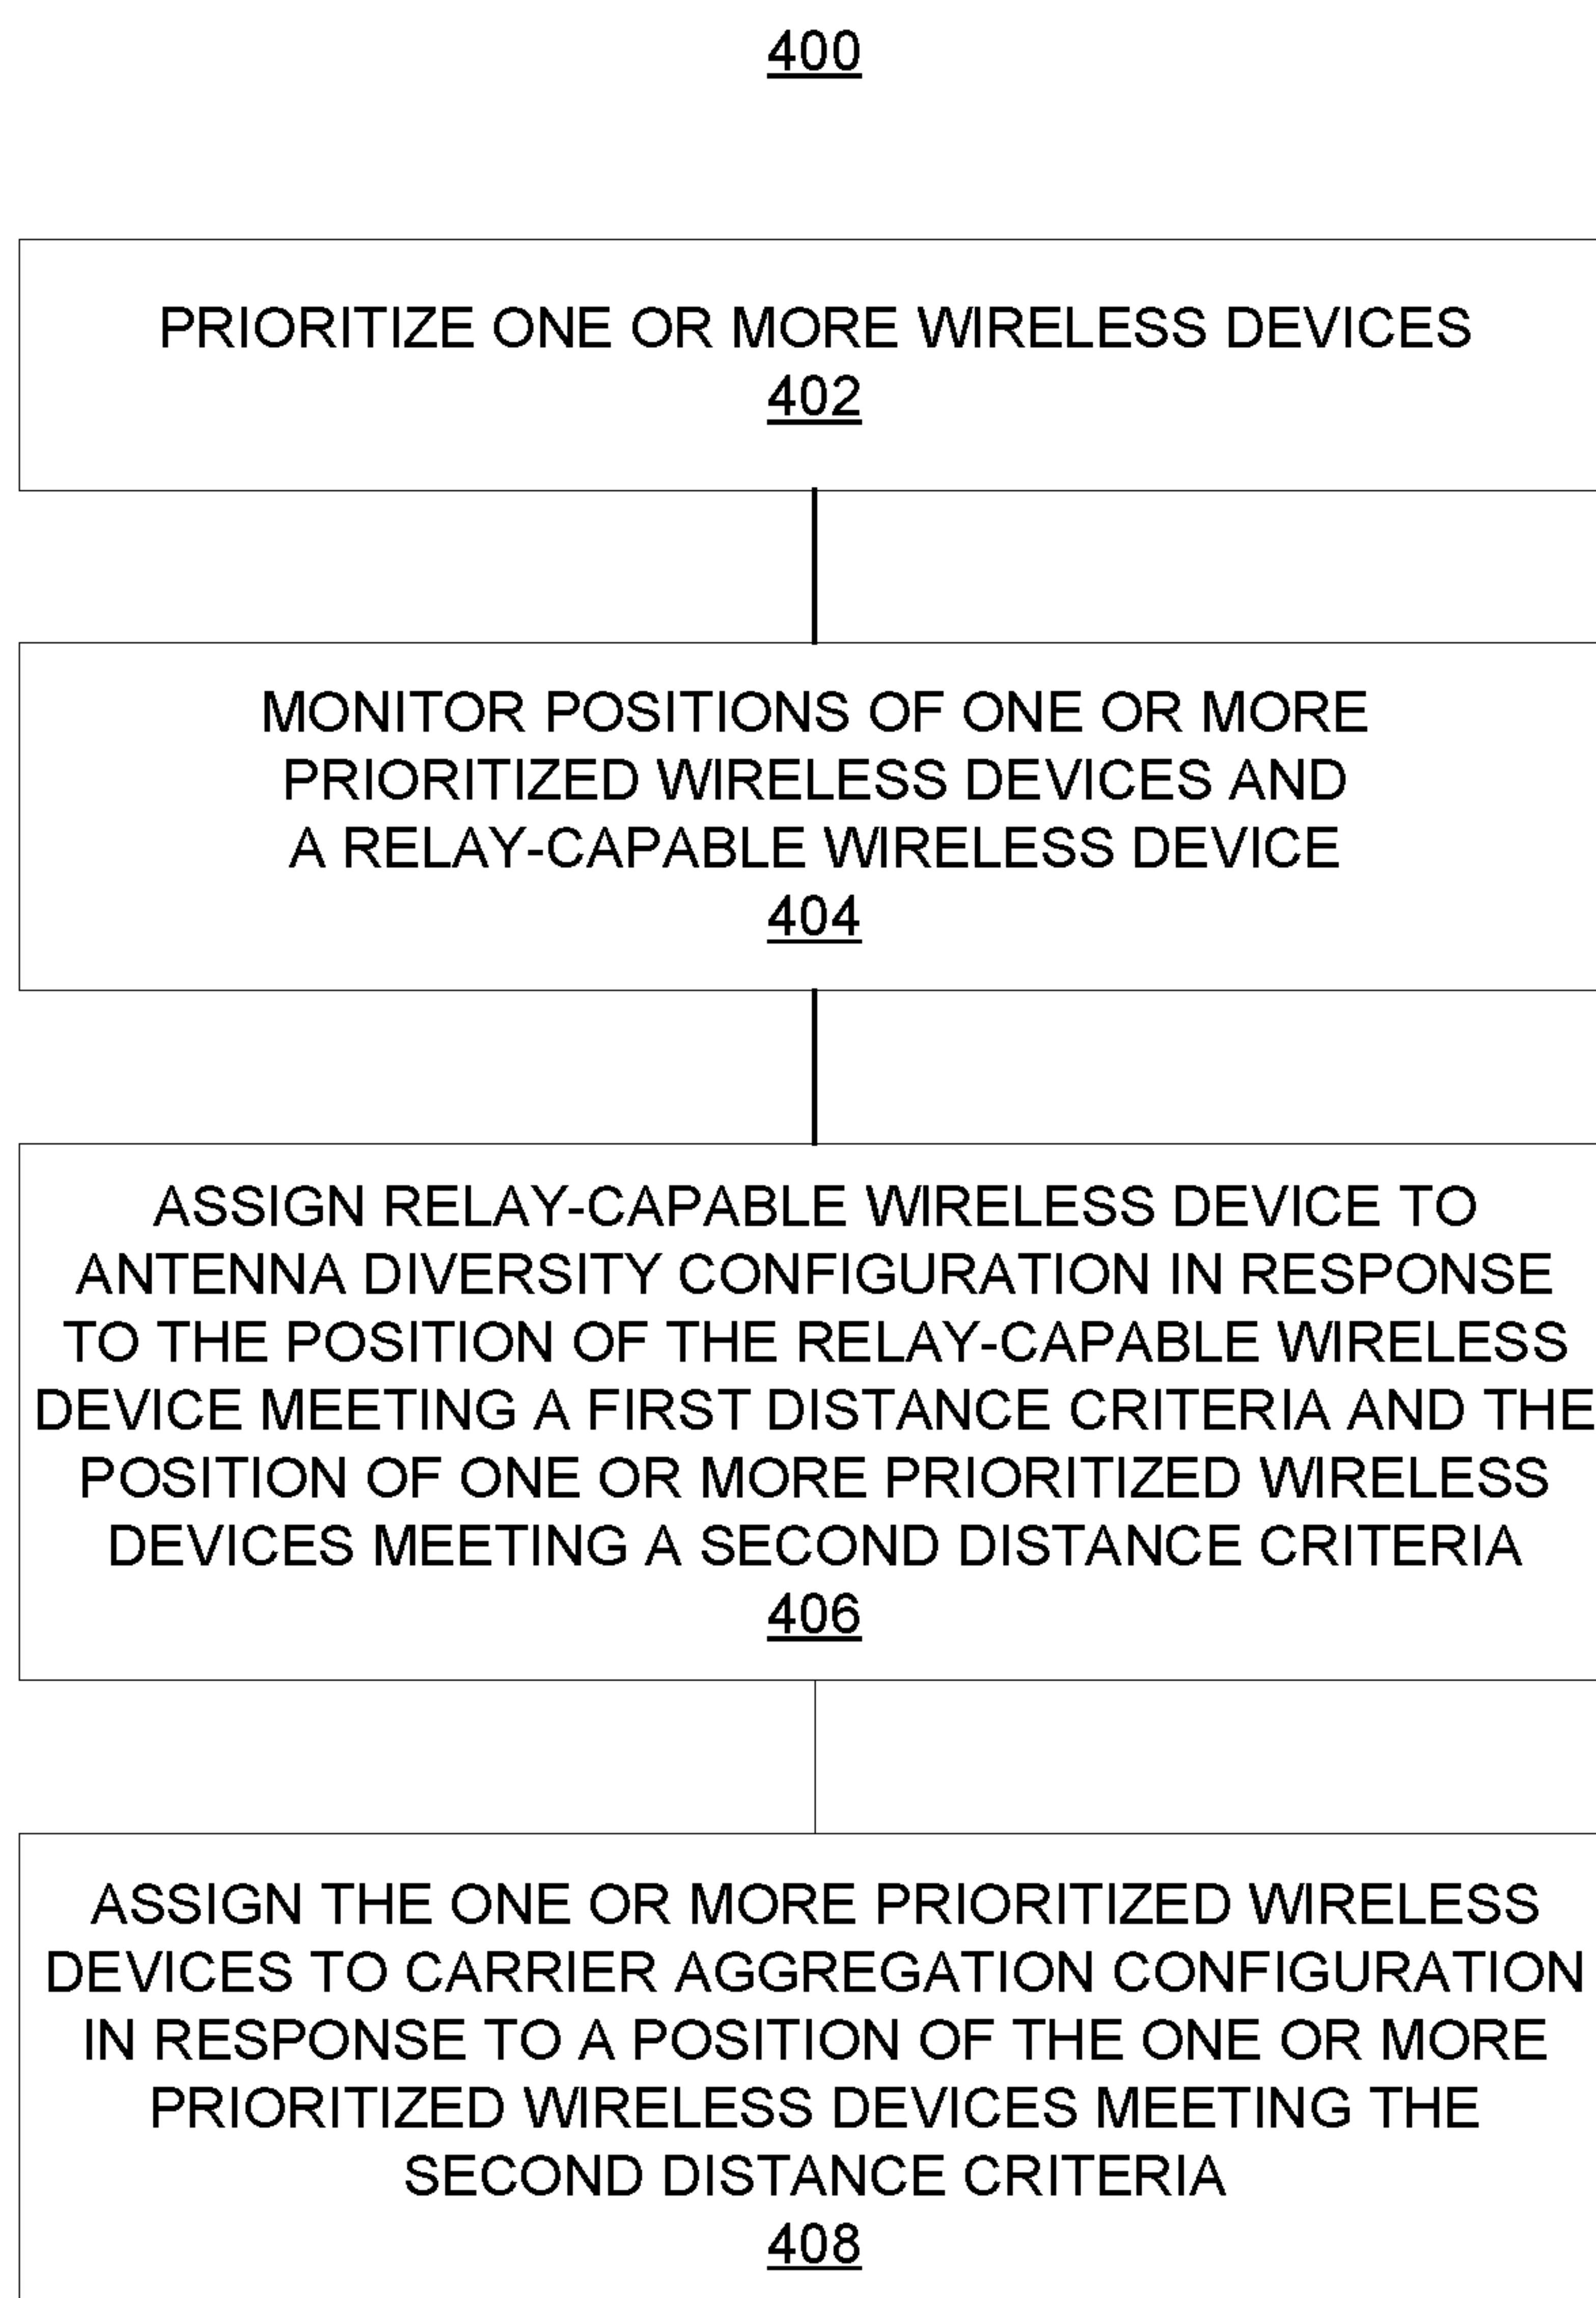 400
PRIORITIZE ONE OR MORE WIRELESS DEVICES
402
MONITOR POSITIONS OF ONE OR MORE
PRIORITIZED WIRELESS DEVICES AND
A RELAY-CAPABLE WIRELESS DEVICE
404
ASSIGN RELAY-CAPABLE WIRELESS DEVICE TO
ANTENNA DIVERSITY CONFIGURATION IN RESPONSE
TO THE POSITION OF THE RELAY-CAPABLE WIRELESS
DEVICE MEETING A FIRST DISTANCE CRITERIA AND THE
POSITION OF ONE OR MORE PRIORITIZED WIRELESS
DEVICES MEETING A SECOND DISTANCE CRITERIA
406
ASSIGN THE ONE OR MORE PRIORITIZED WIRELESS
DEVICES TO CARRIER AGGREGATION CONFIGURATION
IN RESPONSE TO A POSITION OF THE ONE OR MORE
PRIORITIZED WIRELESS DEVICES MEETING THE
SECOND DISTANCE CRITERIA
408